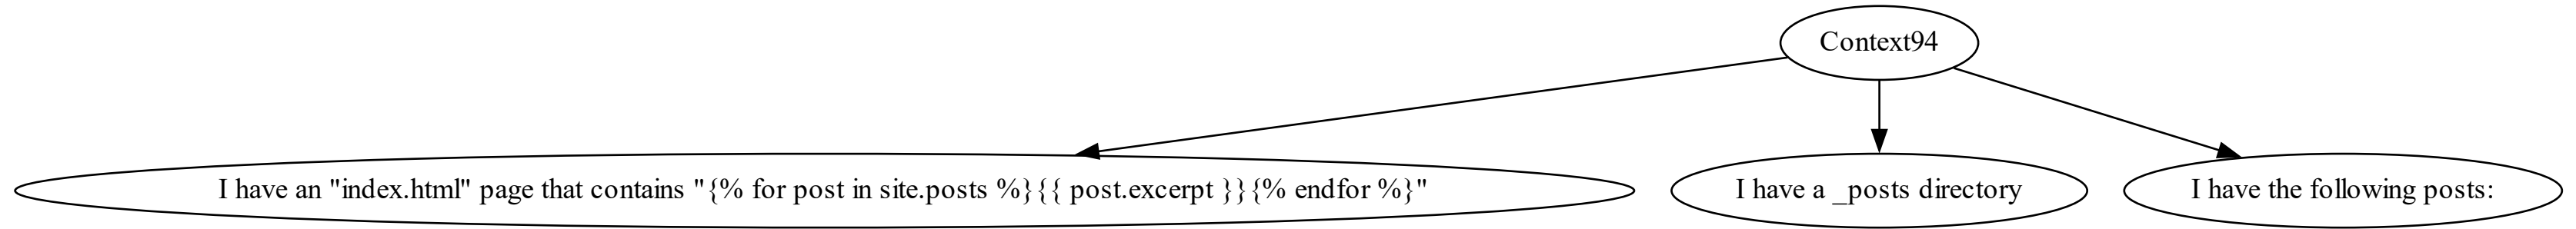 Context94
I have an "index.html" page that contains "{% for post in site.posts %}{{ post.excerpt }}{% endfor %}"
I have a _posts directory
I have the following posts: